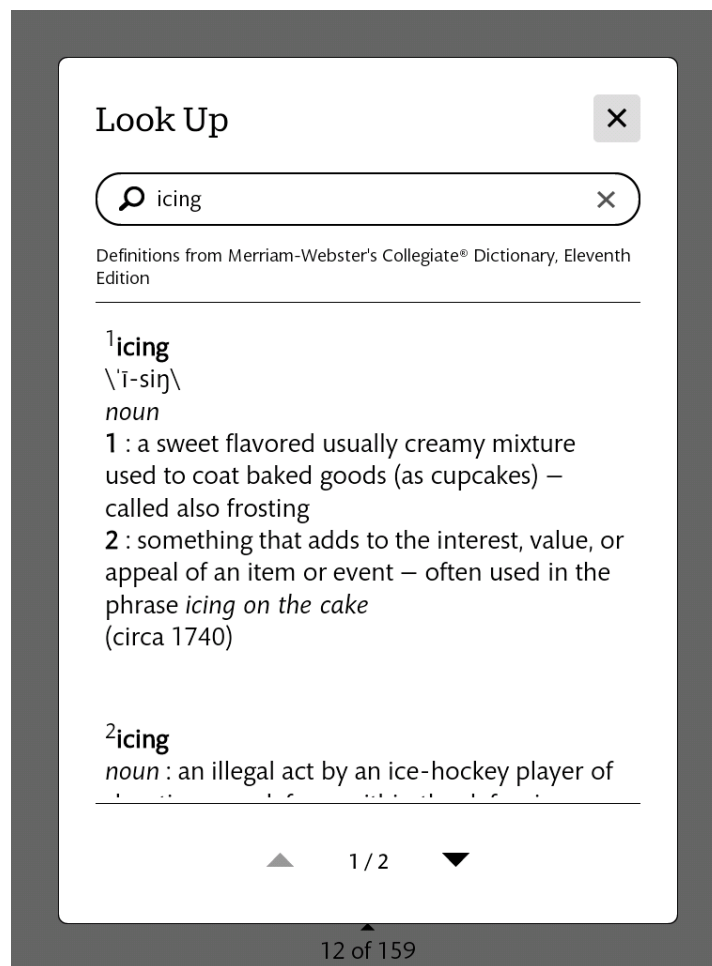 Look Up
icing
Definitions from Merriam-Webster's Collegiate® Dictionary, Eleventh
Edition
¹icing
\ˈī-siŋ\
noun
1 : a sweet flavored usually creamy mixture
used to coat baked goods (as cupcakes) —
called also frosting
2 : something that adds to the interest, value, or
appeal of an item or event — often used in the
phrase icing on the cake
(circa 1740)
²icing
noun : an illegal act by an ice-hockey player of
1 / 2
12 of 159